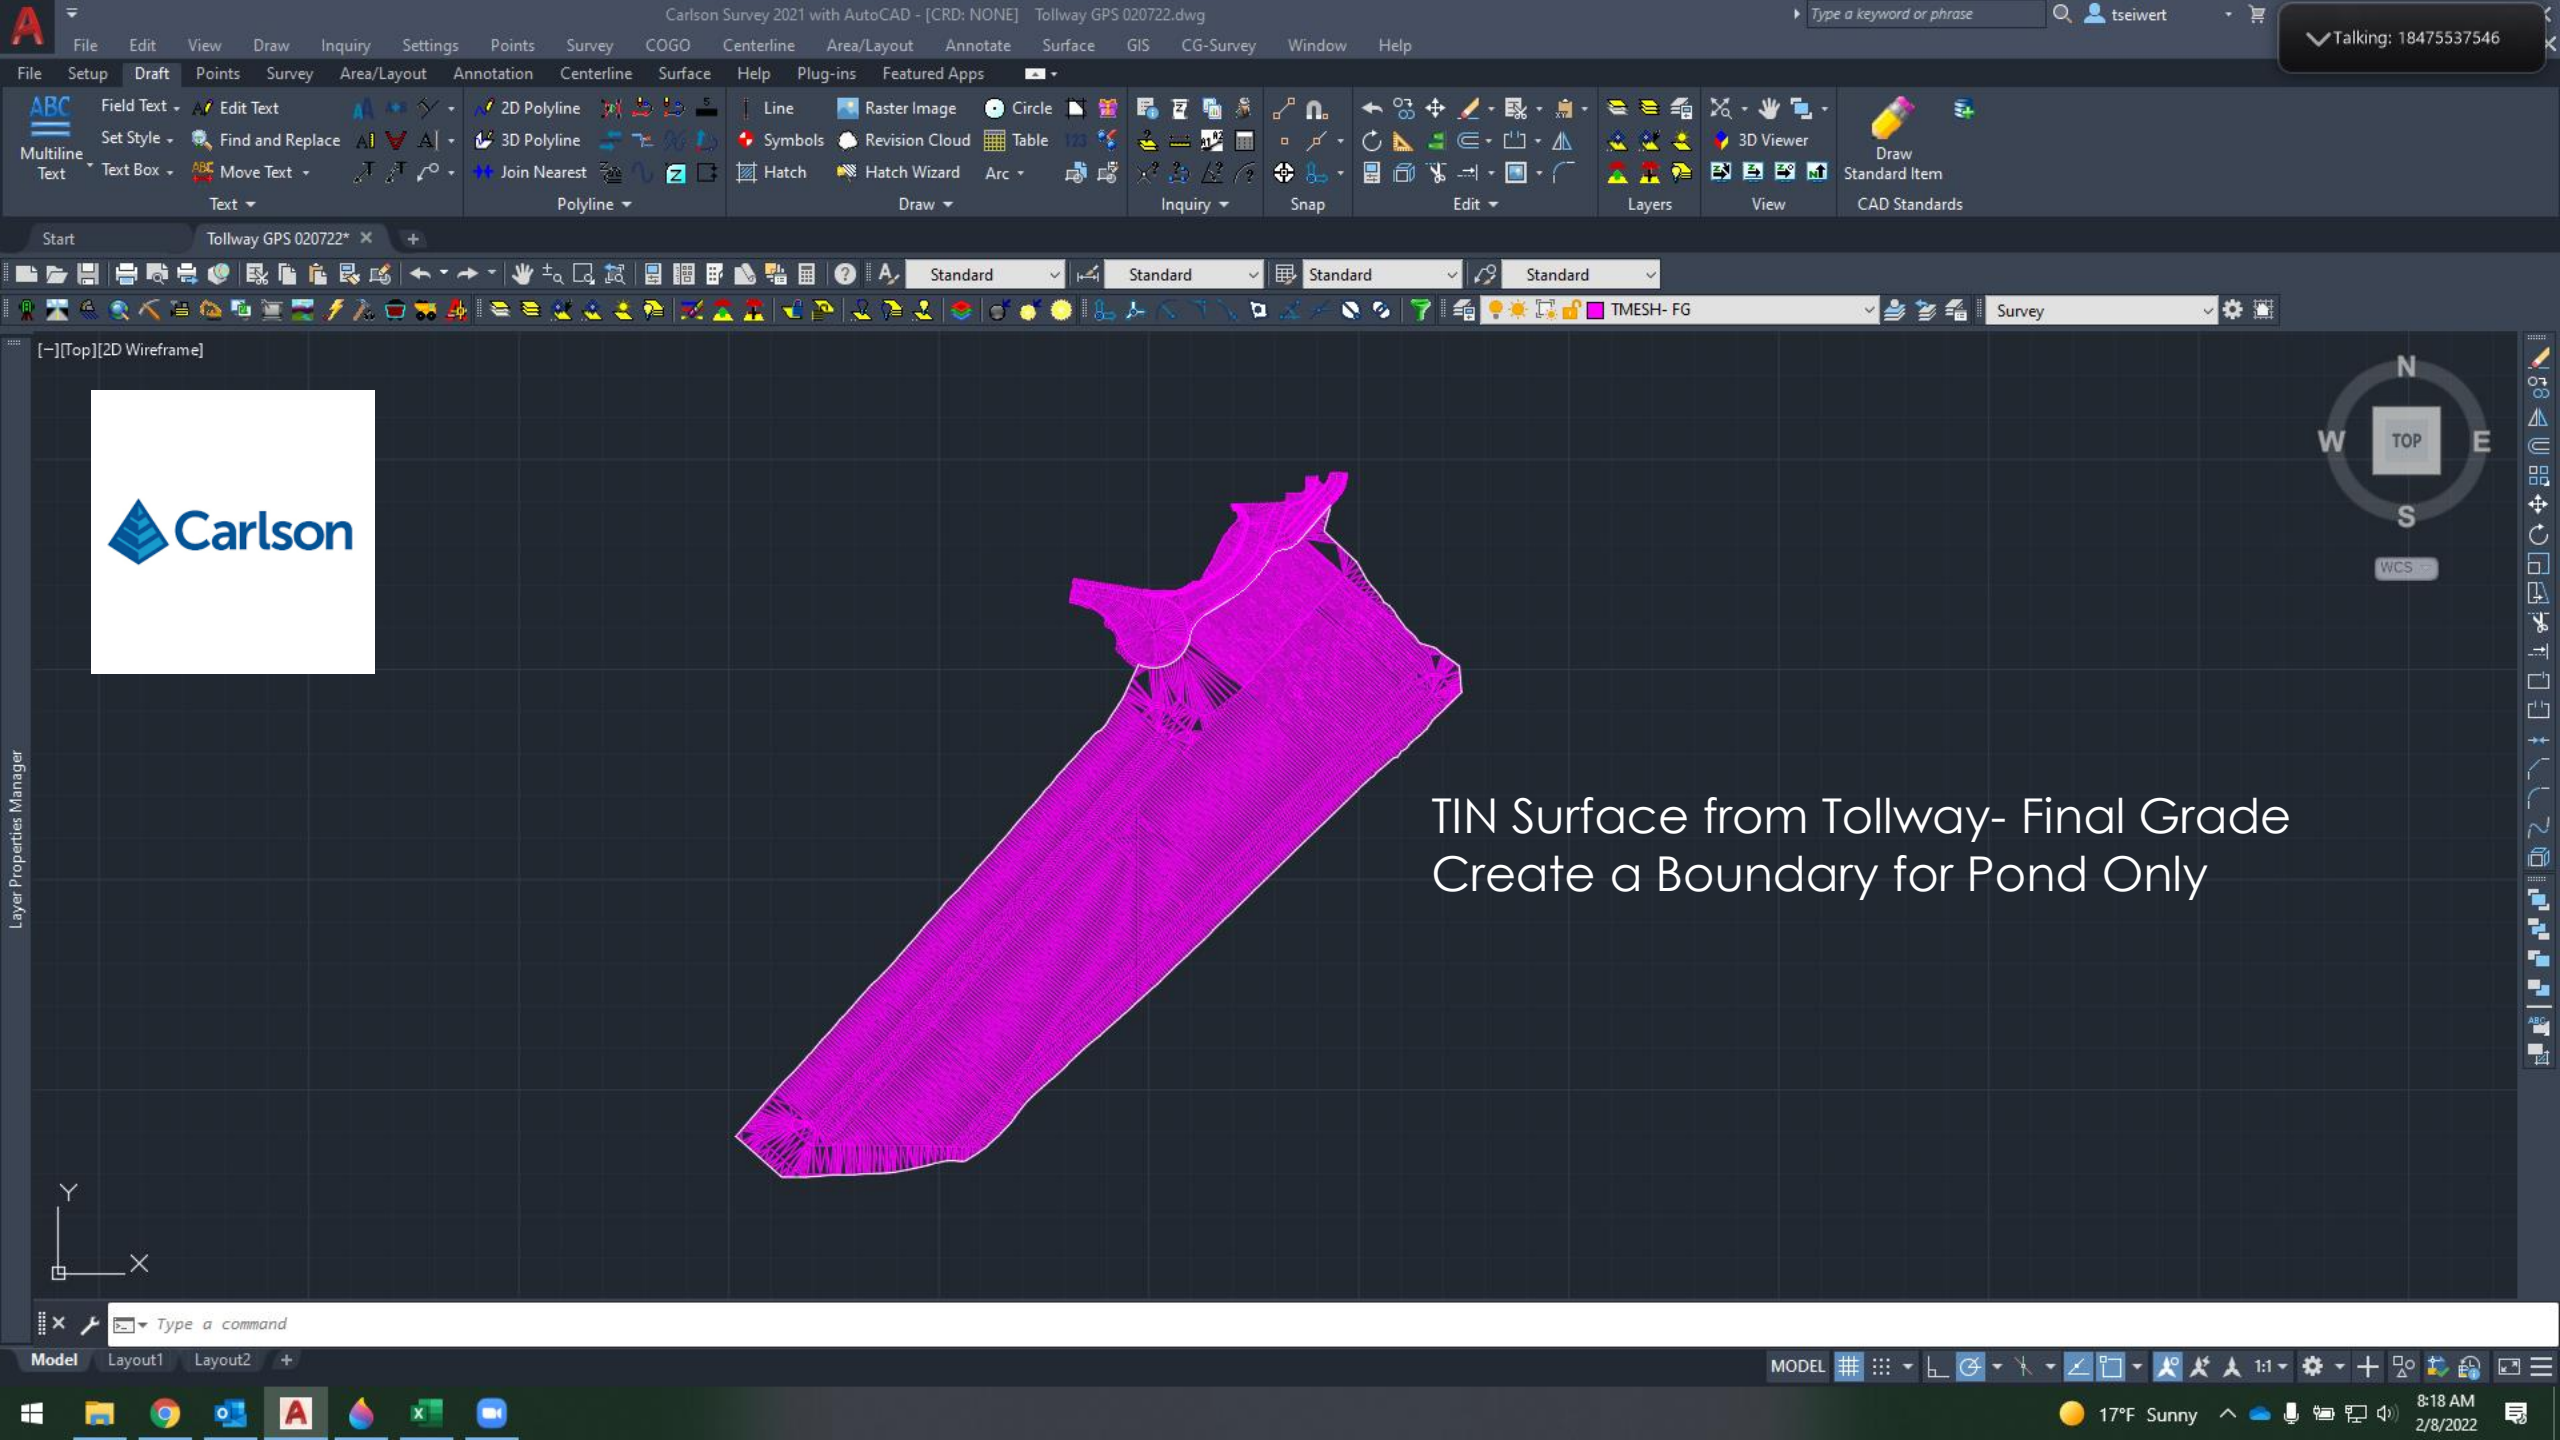 Carlson Survey 2021 with AutoCAD - [CRD: NONE] Tollway GPS 020722.dwg
Type a keyword or phrase
tseiwert
Talking: 18475537546
File Edit View Draw Inquiry Settings Points Survey COGO Centerline Area/Layout Annotate Surface GIS CG-Survey Window Help
File Setup Draft Points Survey Area/Layout Annotation Centerline Surface Help Plug-ins Featured Apps
ABC Field Text Edit Text 2D Polyline Line Raster Image Circle
Set Style Find and Replace 3D Polyline Symbols Revision Cloud Table 3D Viewer
Multiline Text
Text Box Move Text Join Nearest Hatch Hatch Wizard Arc
Draw Standard Item
Text Polyline Draw Inquiry Snap Edit Layers View CAD Standards
Start Tollway GPS 020722* +
Standard Standard Standard Standard
TMESH- FG Survey
[−][Top][2D Wireframe]
N
W TOP E
S
WCS
Carlson
Layer Properties Manager
TIN Surface from Tollway- Final Grade
Create a Boundary for Pond Only
Y
X
Type a command
Model Layout1 Layout2 +
MODEL 1:1
17°F Sunny
8:18 AM
2/8/2022